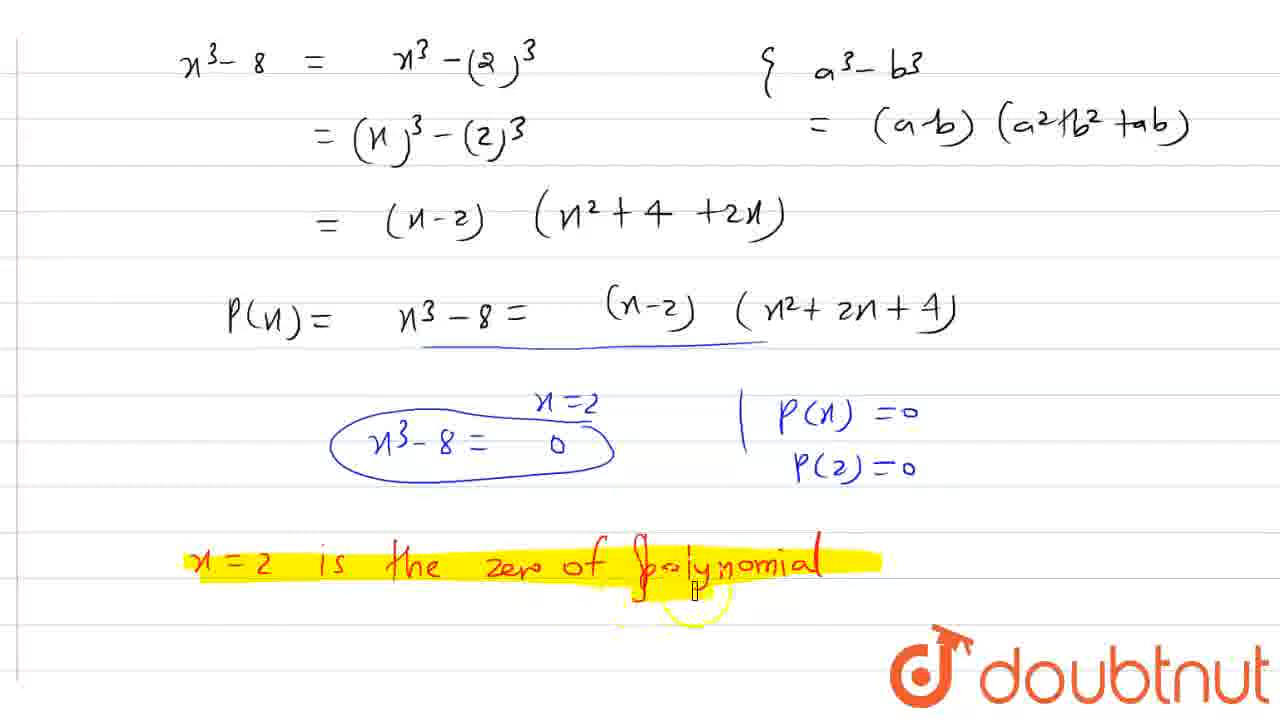 x³ - 8 = x³ - (2)³
{ a³ - b³
= (x)³ - (2)³
= (a-b) (a²+b²+ab)
= (x-2) (x²+4+2x)
P(x) = x³ - 8 = (x-2) (x²+2x+4)
x=2
x³ - 8 = 0
P(x) = 0
P(2) = 0
x = 2 is the zero of polynomial
doubtnut